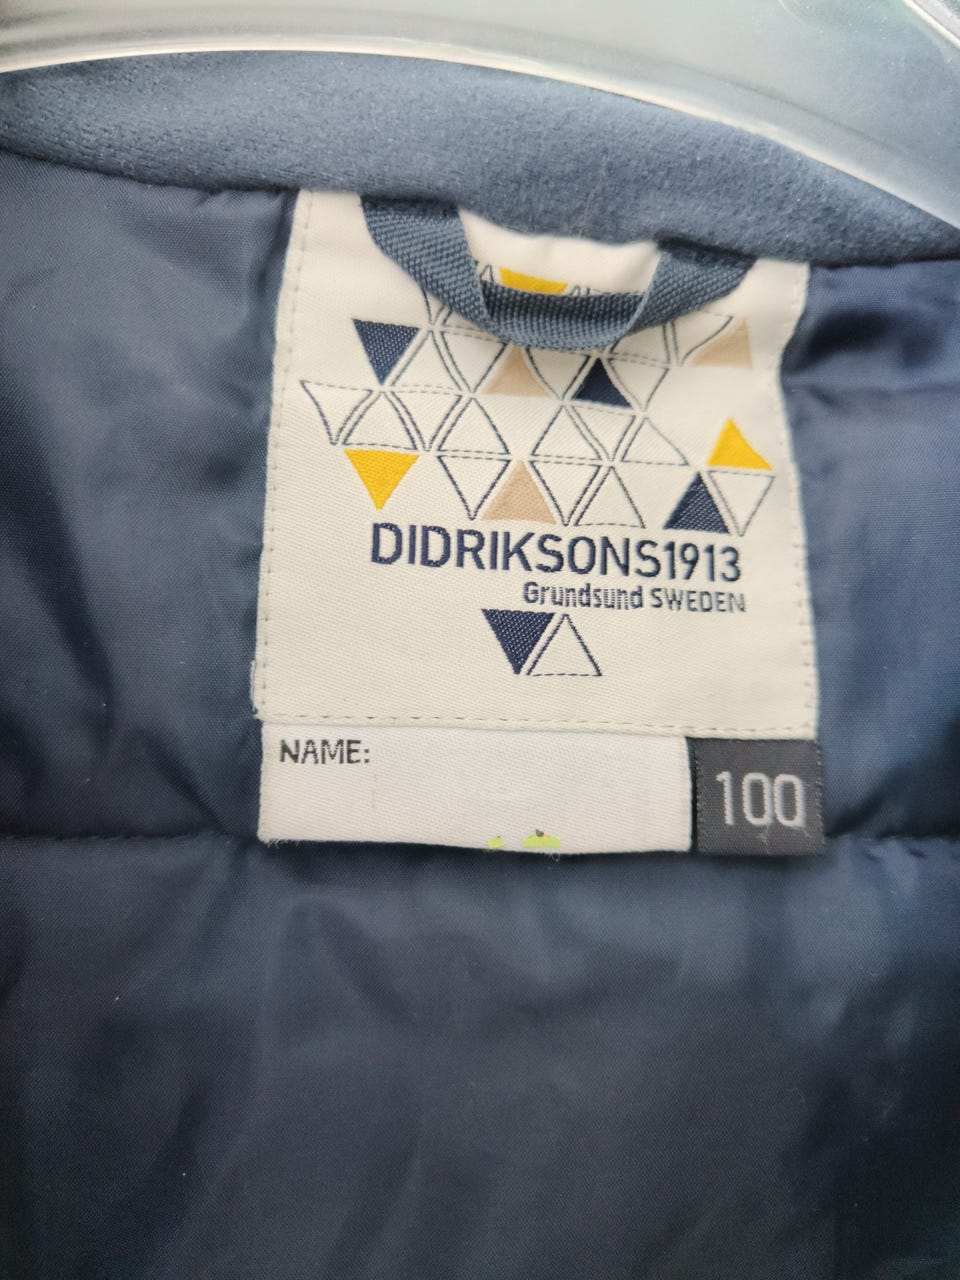 DIDRIKSONS1913
Grundsund SWEDEN
NAME:
100